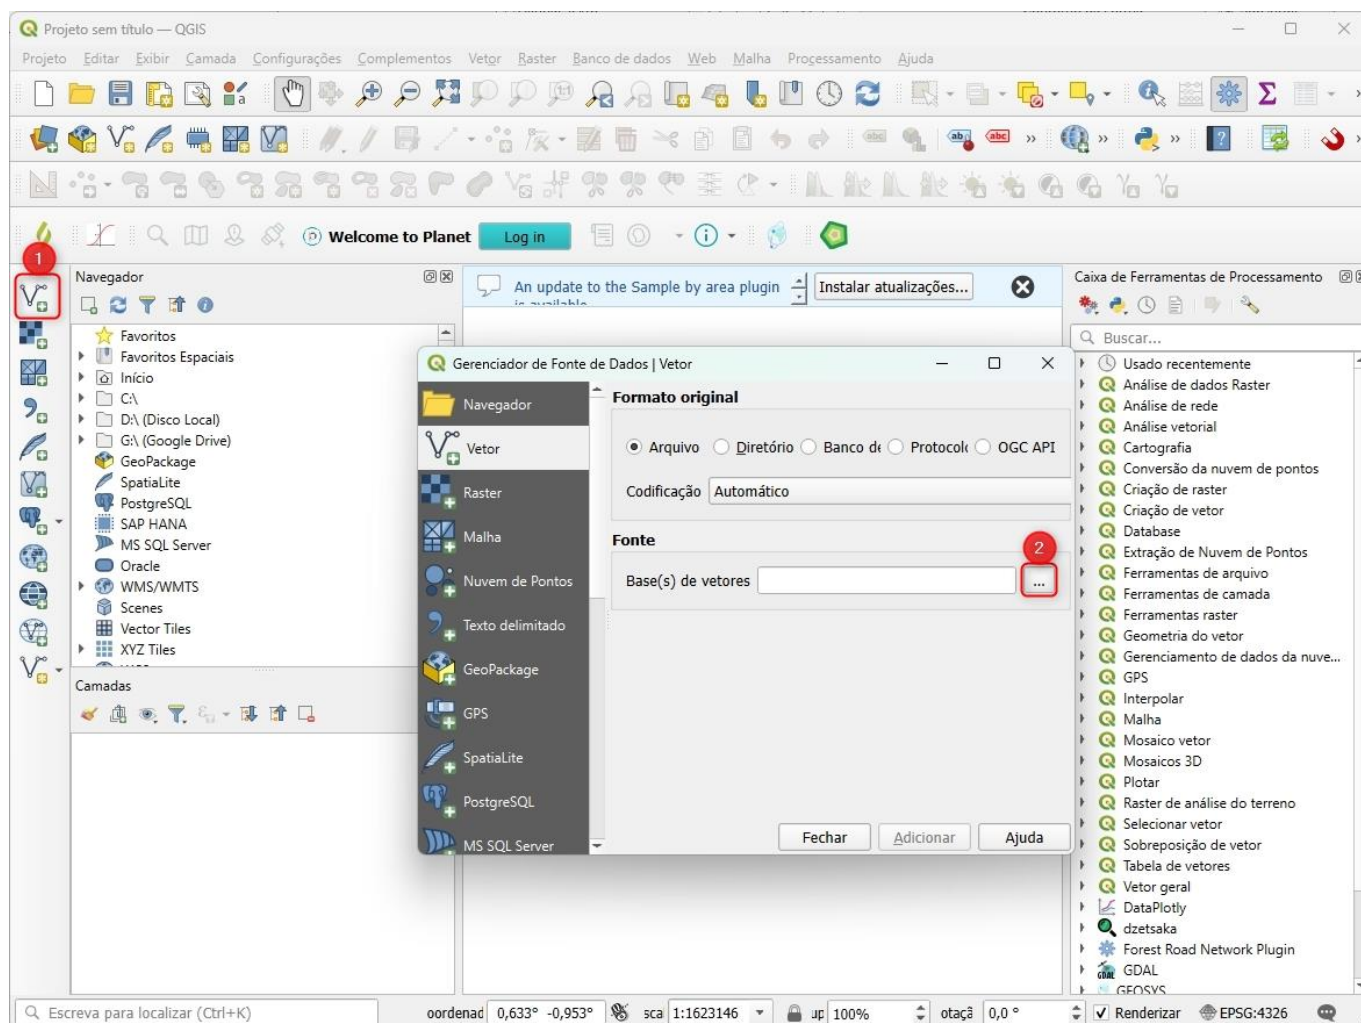 Projeto sem título — QGIS
Projeto Editar Exibir Camada Configurações Complementos Vetor Raster Banco de dados Web Malha Processamento Ajuda
Welcome to Planet Log in
1
Navegador
Favoritos
Favoritos Espaciais
Início
C:\
D:\ (Disco Local)
G:\ (Google Drive)
GeoPackage
SpatiaLite
PostgreSQL
SAP HANA
MS SQL Server
Oracle
WMS/WMTS
Scenes
Vector Tiles
XYZ Tiles
Camadas
An update to the Sample by area plugin
is available
Instalar atualizações...
Gerenciador de Fonte de Dados | Vetor
Navegador
Vetor
Raster
Malha
Nuvem de Pontos
Texto delimitado
GeoPackage
GPS
SpatiaLite
PostgreSQL
MS SQL Server
Formato original
Arquivo Diretório Banco de Protocolo OGC API
Codificação Automático
Fonte
2
Base(s) de vetores ...
Fechar Adicionar Ajuda
Caixa de Ferramentas de Processamento
Buscar...
Usado recentemente
Análise de dados Raster
Análise de rede
Análise vetorial
Cartografia
Conversão da nuvem de pontos
Criação de raster
Criação de vetor
Database
Extração de Nuvem de Pontos
Ferramentas de arquivo
Ferramentas de camada
Ferramentas raster
Geometria do vetor
Gerenciamento de dados da nuve...
GPS
Interpolar
Malha
Mosaico vetor
Mosaicos 3D
Plotar
Raster de análise do terreno
Selecionar vetor
Sobreposição de vetor
Tabela de vetores
Vetor geral
DataPlotly
dzetsaka
Forest Road Network Plugin
GDAL
GEOSYS
Escreva para localizar (Ctrl+K) oordenad 0,633° -0,953° sca 1:1623146 up 100% otaçã 0,0 ° Renderizar EPSG:4326